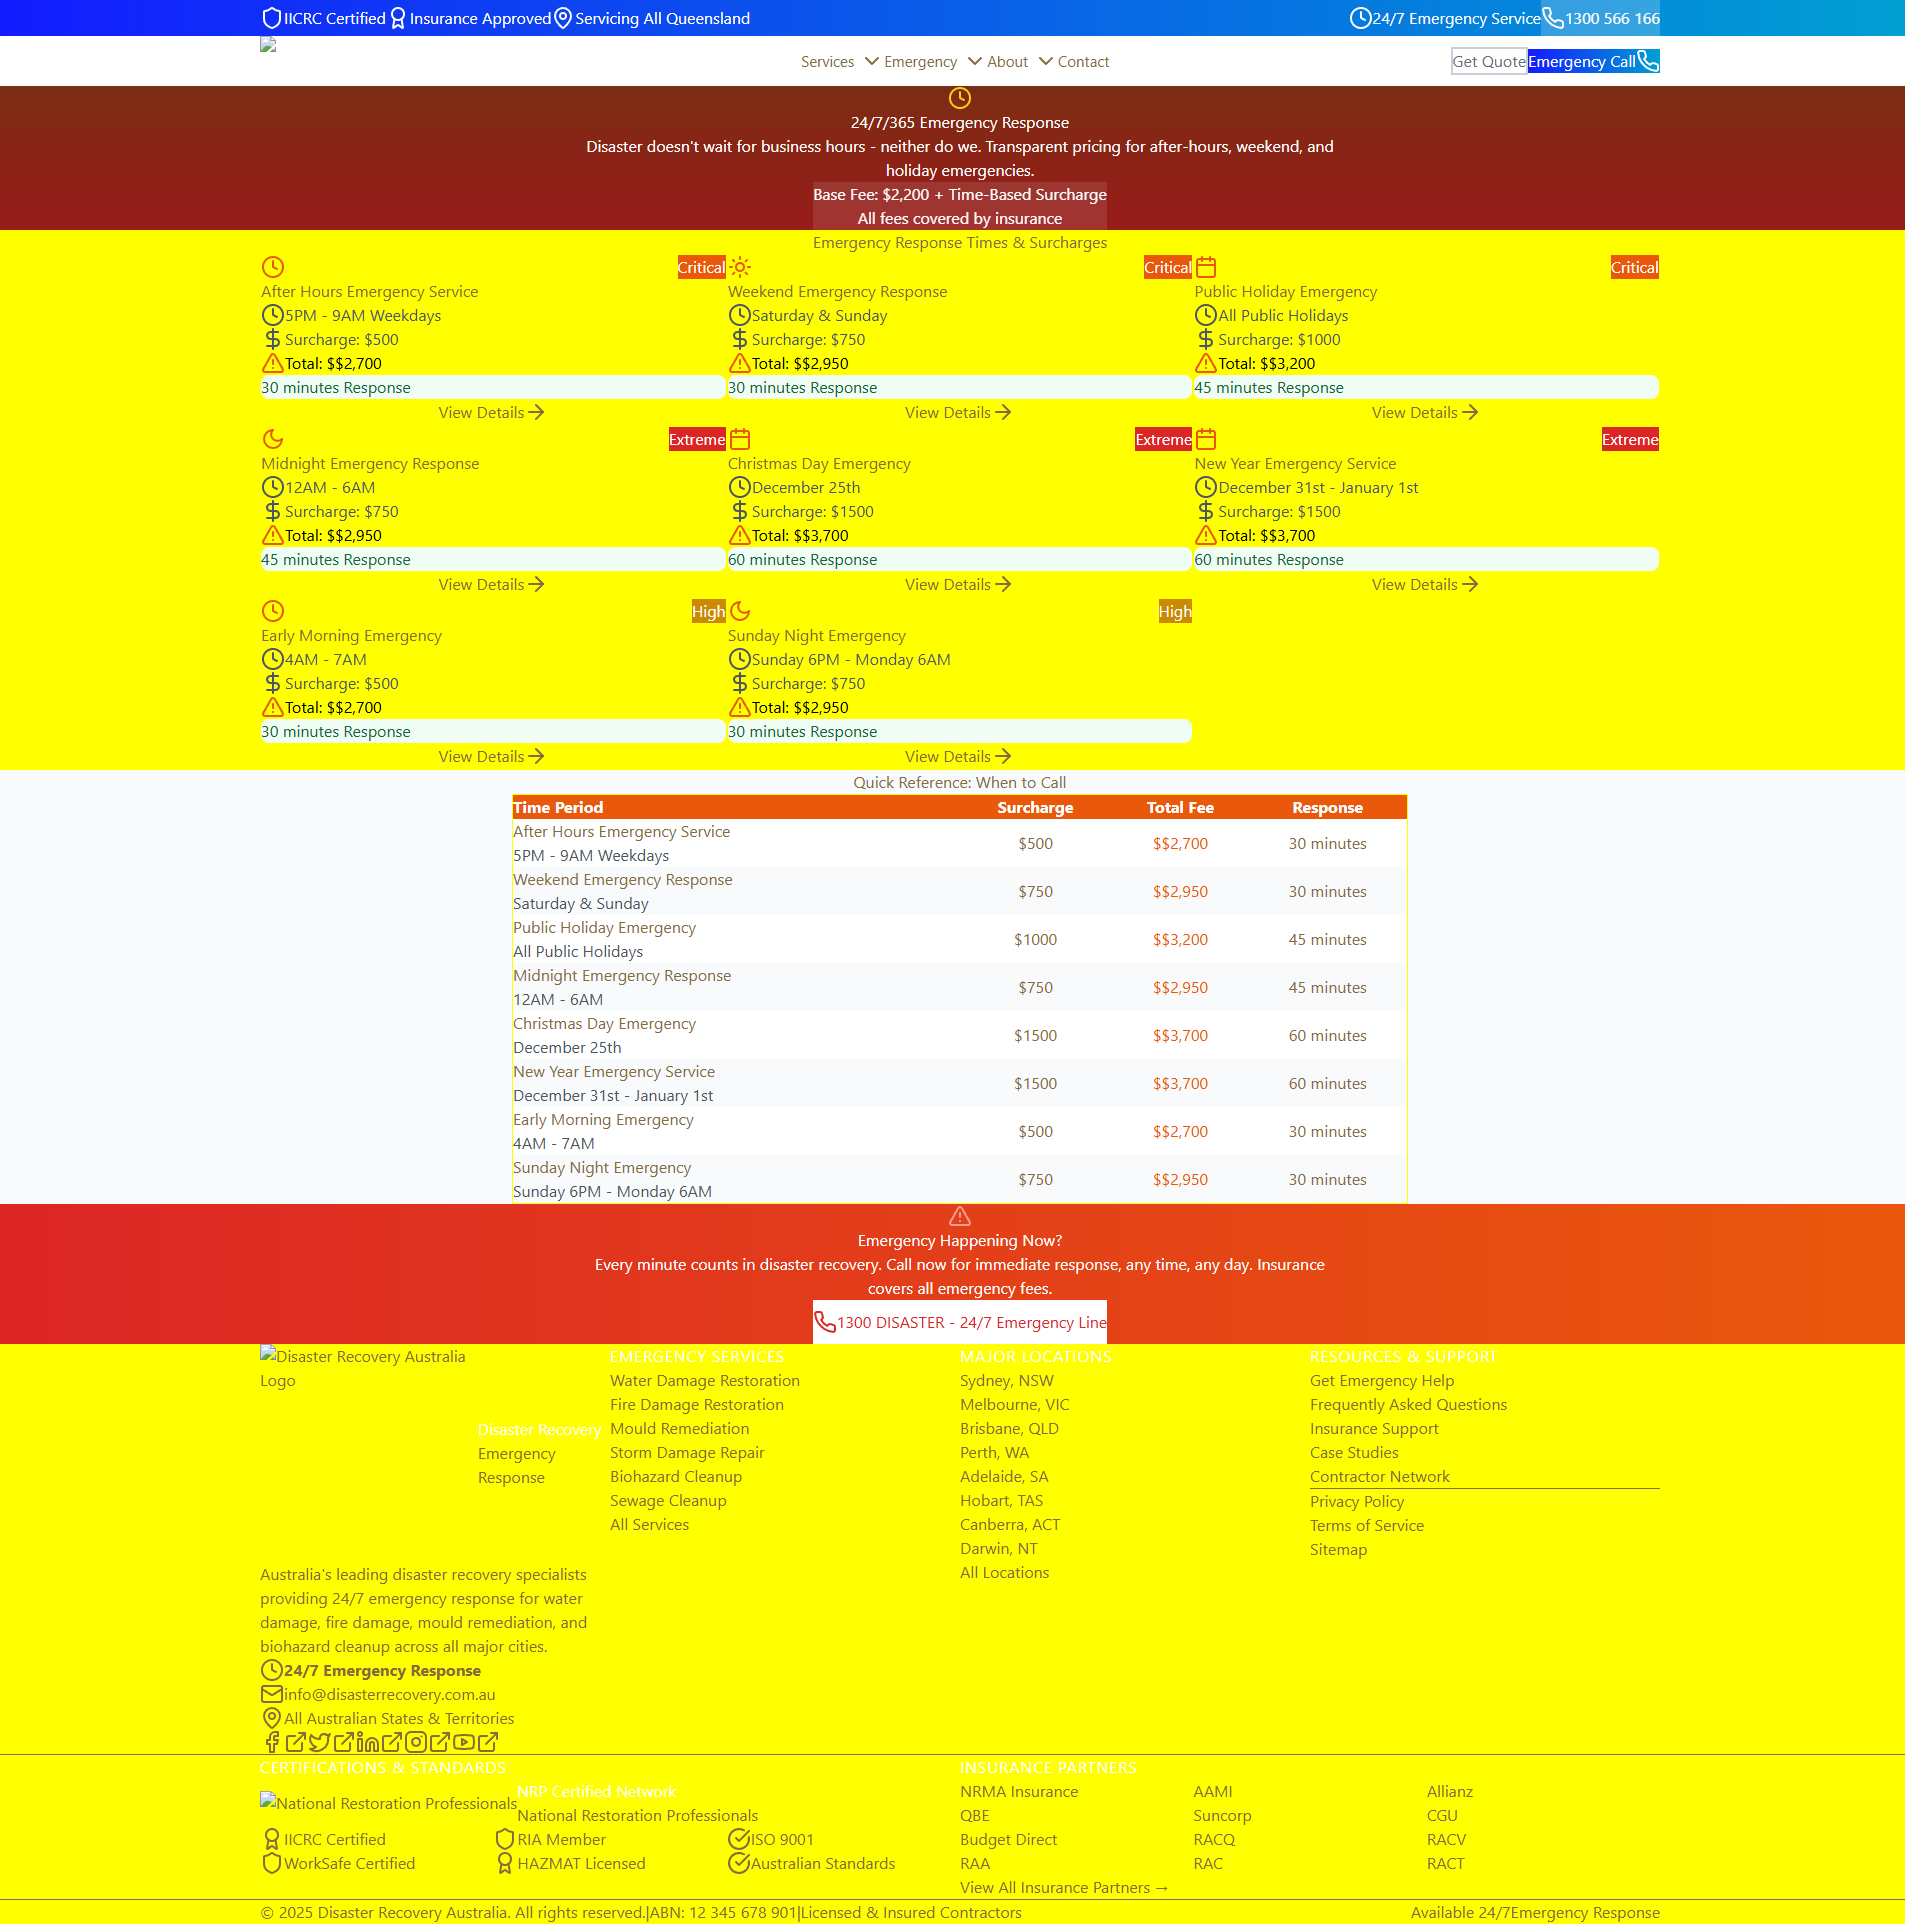 IICRC Certified Insurance Approved Servicing All Queensland 24/7 Emergency Service 1300 566 166
Services Emergency About Contact Get Quote Emergency Call
24/7/365 Emergency Response
Disaster doesn't wait for business hours - neither do we. Transparent pricing for after-hours, weekend, and
holiday emergencies.
Base Fee: $2,200 + Time-Based Surcharge
All fees covered by insurance
Emergency Response Times & Surcharges
Critical
After Hours Emergency Service
5PM - 9AM Weekdays
Surcharge: $500
Total: $$2,700
30 minutes Response
View Details
Critical
Weekend Emergency Response
Saturday & Sunday
Surcharge: $750
Total: $$2,950
30 minutes Response
View Details
Critical
Public Holiday Emergency
All Public Holidays
Surcharge: $1000
Total: $$3,200
45 minutes Response
View Details
Extreme
Midnight Emergency Response
12AM - 6AM
Surcharge: $750
Total: $$2,950
45 minutes Response
View Details
Extreme
Christmas Day Emergency
December 25th
Surcharge: $1500
Total: $$3,700
60 minutes Response
View Details
Extreme
New Year Emergency Service
December 31st - January 1st
Surcharge: $1500
Total: $$3,700
60 minutes Response
View Details
High
Early Morning Emergency
4AM - 7AM
Surcharge: $500
Total: $$2,700
30 minutes Response
View Details
High
Sunday Night Emergency
Sunday 6PM - Monday 6AM
Surcharge: $750
Total: $$2,950
30 minutes Response
View Details
Quick Reference: When to Call
Time Period Surcharge Total Fee Response
After Hours Emergency Service
5PM - 9AM Weekdays
$500 $$2,700 30 minutes
Weekend Emergency Response
Saturday & Sunday
$750 $$2,950 30 minutes
Public Holiday Emergency
All Public Holidays
$1000 $$3,200 45 minutes
Midnight Emergency Response
12AM - 6AM
$750 $$2,950 45 minutes
Christmas Day Emergency
December 25th
$1500 $$3,700 60 minutes
New Year Emergency Service
December 31st - January 1st
$1500 $$3,700 60 minutes
Early Morning Emergency
4AM - 7AM
$500 $$2,700 30 minutes
Sunday Night Emergency
Sunday 6PM - Monday 6AM
$750 $$2,950 30 minutes
Emergency Happening Now?
Every minute counts in disaster recovery. Call now for immediate response, any time, any day. Insurance
covers all emergency fees.
1300 DISASTER - 24/7 Emergency Line
Disaster Recovery Australia
Logo
Disaster Recovery
Emergency
Response
Australia's leading disaster recovery specialists
providing 24/7 emergency response for water
damage, fire damage, mould remediation, and
biohazard cleanup across all major cities.
24/7 Emergency Response
info@disasterrecovery.com.au
All Australian States & Territories
EMERGENCY SERVICES
Water Damage Restoration
Fire Damage Restoration
Mould Remediation
Storm Damage Repair
Biohazard Cleanup
Sewage Cleanup
All Services
MAJOR LOCATIONS
Sydney, NSW
Melbourne, VIC
Brisbane, QLD
Perth, WA
Adelaide, SA
Hobart, TAS
Canberra, ACT
Darwin, NT
All Locations
RESOURCES & SUPPORT
Get Emergency Help
Frequently Asked Questions
Insurance Support
Case Studies
Contractor Network
Privacy Policy
Terms of Service
Sitemap
CERTIFICATIONS & STANDARDS
National Restoration Professionals
NRP Certified Network
National Restoration Professionals
IICRC Certified RIA Member ISO 9001
WorkSafe Certified HAZMAT Licensed Australian Standards
INSURANCE PARTNERS
NRMA Insurance AAMI Allianz
QBE Suncorp CGU
Budget Direct RACQ RACV
RAA RAC RACT
View All Insurance Partners →
© 2025 Disaster Recovery Australia. All rights reserved.|ABN: 12 345 678 901|Licensed & Insured Contractors Available 24/7Emergency Response